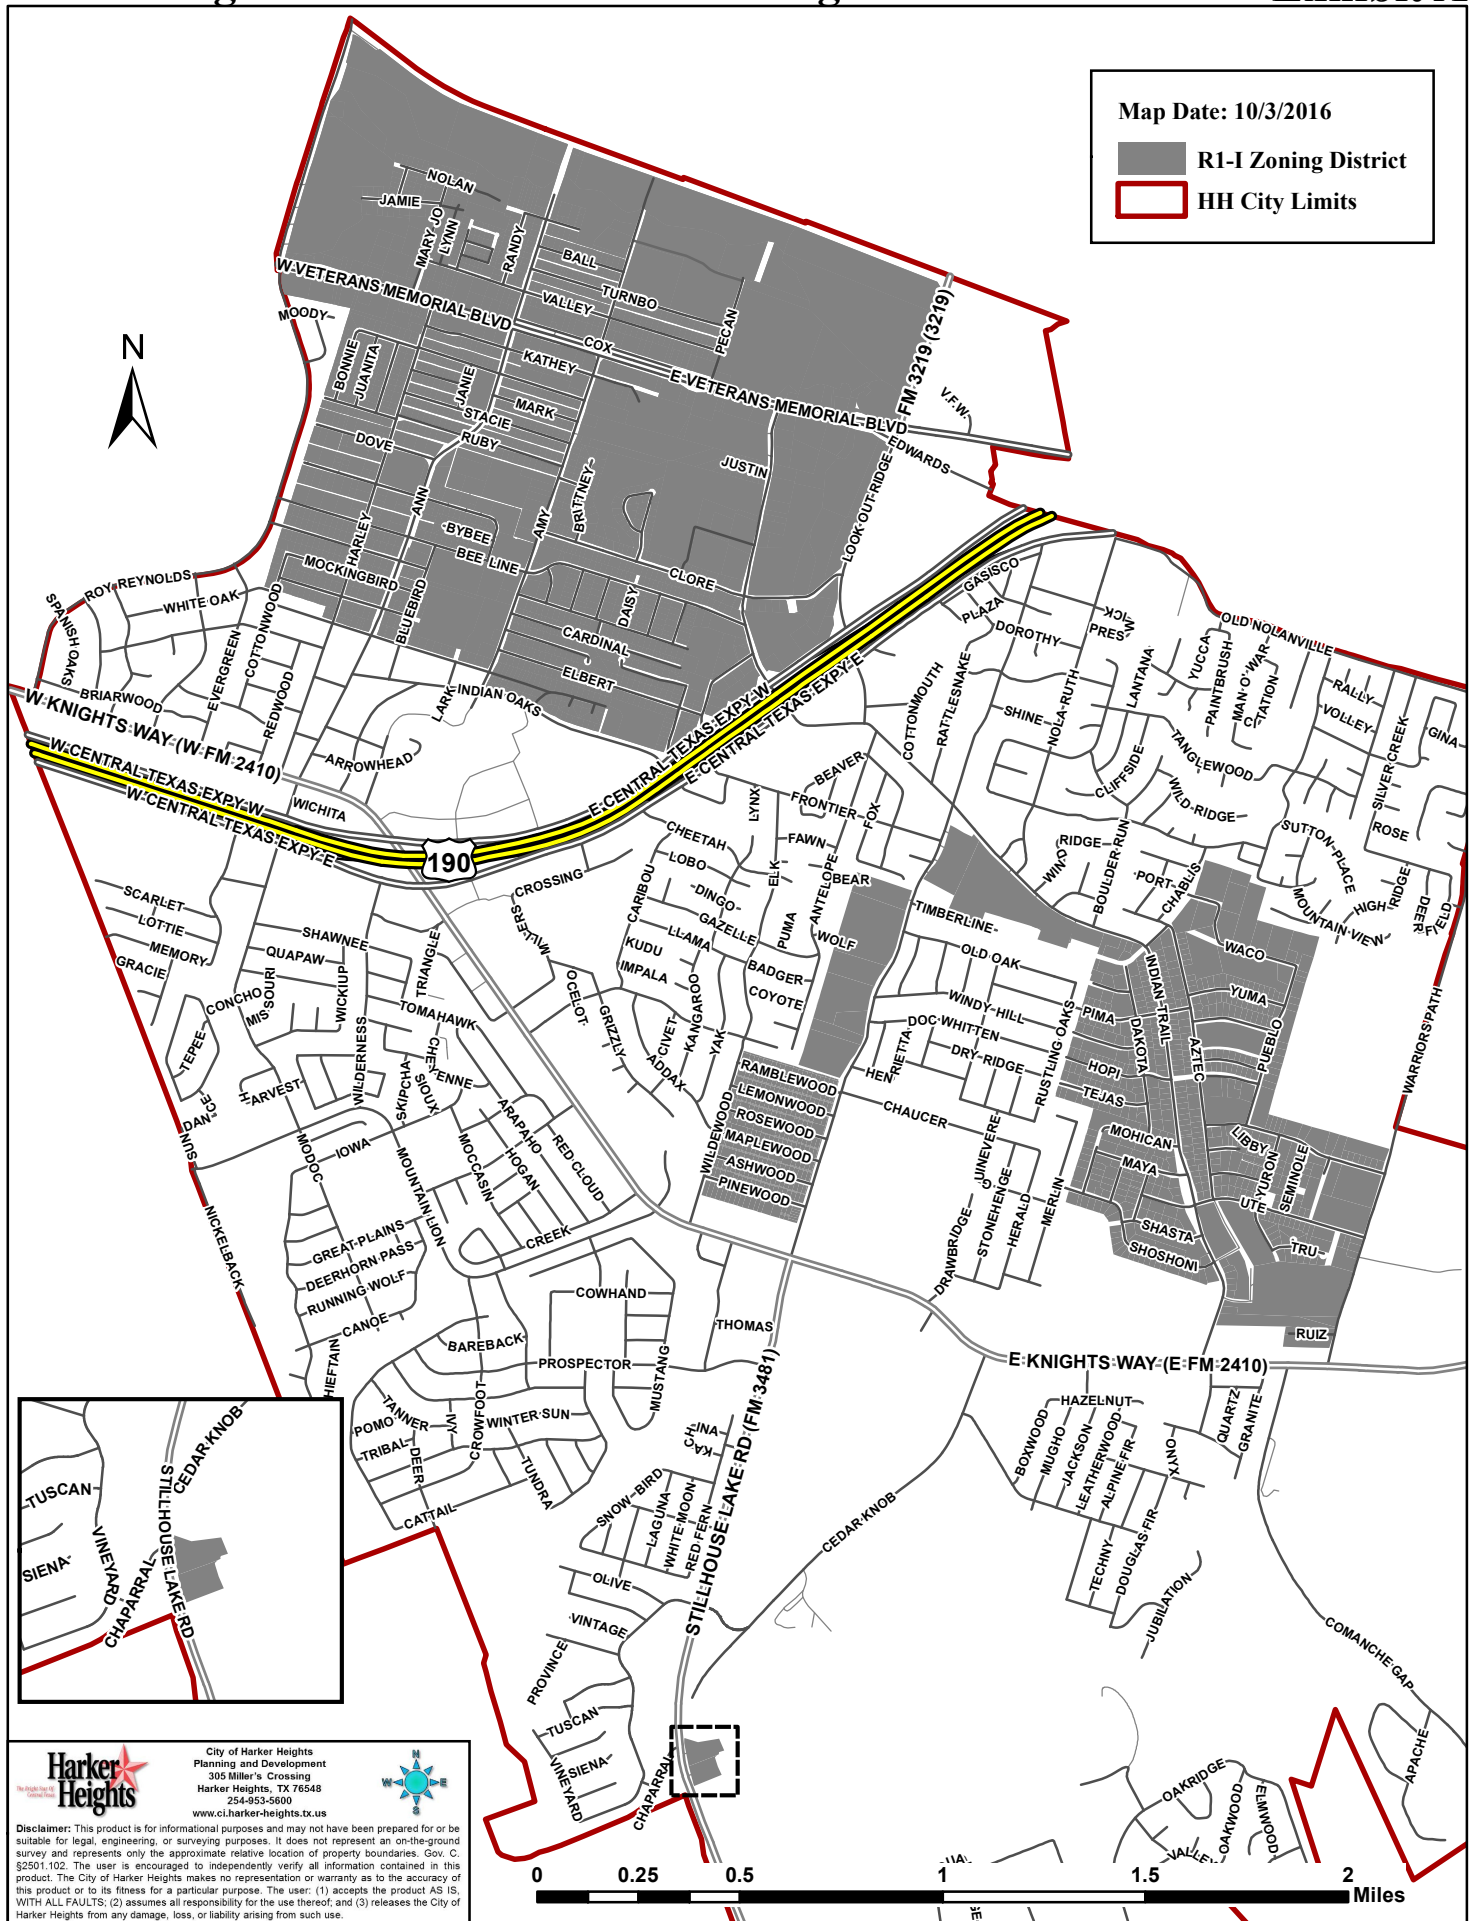 Map Date: 10/3/2016
R1-I Zoning District
HH City Limits
N
NOLAN
JAMIE
MARY JO
LYNN
RANDY
BALL
TURNBO
VALLEY
PECAN
W VETERANS MEMORIAL BLVD
MOODY
COX
KATHEY
E VETERANS MEMORIAL BLVD
FM 3219 (3219)
V.F.W.
EDWARDS
BONNIE
JUANITA
JANIE
MARK
STACIE
RUBY
DOVE
JUSTIN
LOOK OUT RIDGE
ANN
BRITTNEY
AMY
HARLEY
BYBEE
BEE LINE
MOCKINGBIRD
BLUEBIRD
CLORE
DAISY
CARDINAL
ELBERT
ROY REYNOLDS
SPANISH OAKS
WHITE OAK
EVERGREEN
COTTONWOOD
REDWOOD
BRIARWOOD
LARK
INDIAN OAKS
ARROWHEAD
W KNIGHTS WAY (W FM 2410)
W CENTRAL TEXAS EXPY W
W CENTRAL TEXAS EXPY E
WICHITA
190
E CENTRAL TEXAS EXPY W
E CENTRAL TEXAS EXPY E
GASISCO
PLAZA
DOROTHY
PRES
WICK
OLD NOLANVILLE
COTTONMOUTH
RATTLESNAKE
SHINE
NOLA RUTH
LANTANA
YUCCA
PAINTBRUSH
MAN O' WAR
CI
TATION
RALLY
VOLLEY
GINA
SILVER CREEK
ROSE
TANGLEWOOD
CLIFFSIDE
WILD RIDGE
SUTTON PLACE
RIDGE
WIND
BOULDER RUN
PORT
CHABLIS
MOUNTAIN VIEW
HIGH
RIDGE
DEER
FIELD
WARRIORS PATH
BEAVER
FRONTIER
FOX
LYNX
CHEETAH
LOBO
DINGO
GAZELLE
LLAMA
CARIBOU
KUDU
IMPALA
FAWN
ELK
ANTELOPE
BEAR
PUMA
WOLF
BADGER
COYOTE
CROSSING
MILLERS
OCELOT
GRIZZLY
ADDAX
CIVET
KANGAROO
YAK
TIMBERLINE
OLD OAK
WINDY HILL
DOC WHITTEN
DRY RIDGE
HEN
RIETTA
RUSTLING OAKS
CHAUCER
WACO
YUMA
PUEBLO
INDIAN TRAIL
DAKOTA
AZTEC
PIMA
HOPI
TEJAS
MOHICAN
MAYA
LIBBY
YURON
SEMINOLE
UTE
SHASTA
SHOSHONI
TRU
RUIZ
SCARLET
LOTTIE
MEMORY
GRACIE
SHAWNEE
QUAPAW
CONCHO
MIS
SOURI
WICKIUP
TRIANGLE
TOMAHAWK
WILDERNESS
TEPEE
H
ARVEST
SKIPCHA
SIOUX
CHEY
ENNE
SUN
DAN
CE
MODOC
IOWA
MOUNTAIN LION
MOCCASIN
ARAPAHO
HOGAN
RED CLOUD
CREEK
NICKELBACK
GREAT PLAINS
DEERHORN PASS
RUNNING WOLF
CANOE
HIEFTAIN
RAMBLEWOOD
LEMONWOOD
ROSEWOOD
MAPLEWOOD
ASHWOOD
PINEWOOD
WILDEWOOD
DRAWBRIDGE
G
UINEVERE
STONEHENGE
HERALD
MERLIN
COWHAND
BAREBACK
PROSPECTOR
MUSTANG
THOMAS
TANNER
POMO
TRIBAL
DEER
IVY
CROWFOOT
WINTER SUN
TUNDRA
CATTAIL
KACH
INA
SNOW BIRD
LAGUNA
WHITE MOON
RED FERN
STILLHOUSE LAKE RD (FM 3481)
OLIVE
VINTAGE
PROVINCE
TUSCAN
SIENA
VINEYARD
CHAPARRAL
CEDAR KNOB
E KNIGHTS WAY (E FM 2410)
HAZELNUT
BOXWOOD
MUGHO
JACKSON
LEATHERWOOD
ALPINE FIR
ONYX
QUARTZ
GRANITE
TECHNY
DOUGLAS FIR
JUBILATION
COMANCHE GAP
APACHE
OAKRIDGE
OAKWOOD
ELMWOOD
VALLEY
TUSCAN
SIENA
VINEYARD
CHAPARRAL
STILLHOUSE LAKE RD
CEDAR KNOB
Harker
Heights
City of Harker Heights
Planning and Development
305 Miller's Crossing
Harker Heights, TX 76548
254-953-5600
www.ci.harker-heights.tx.us
N
W
E
S
Disclaimer: This product is for informational purposes and may not have been prepared for or be
suitable for legal, engineering, or surveying purposes. It does not represent an on-the-ground
survey and represents only the approximate relative location of property boundaries. Gov. C.
§2501.102. The user is encouraged to independently verify all information contained in this
product. The City of Harker Heights makes no representation or warranty as to the accuracy of
this product or to its fitness for a particular purpose. The user: (1) accepts the product AS IS,
WITH ALL FAULTS; (2) assumes all responsibility for the use thereof; and (3) releases the City of
Harker Heights from any damage, loss, or liability arising from such use.
0 0.25 0.5 1 1.5 2
Miles